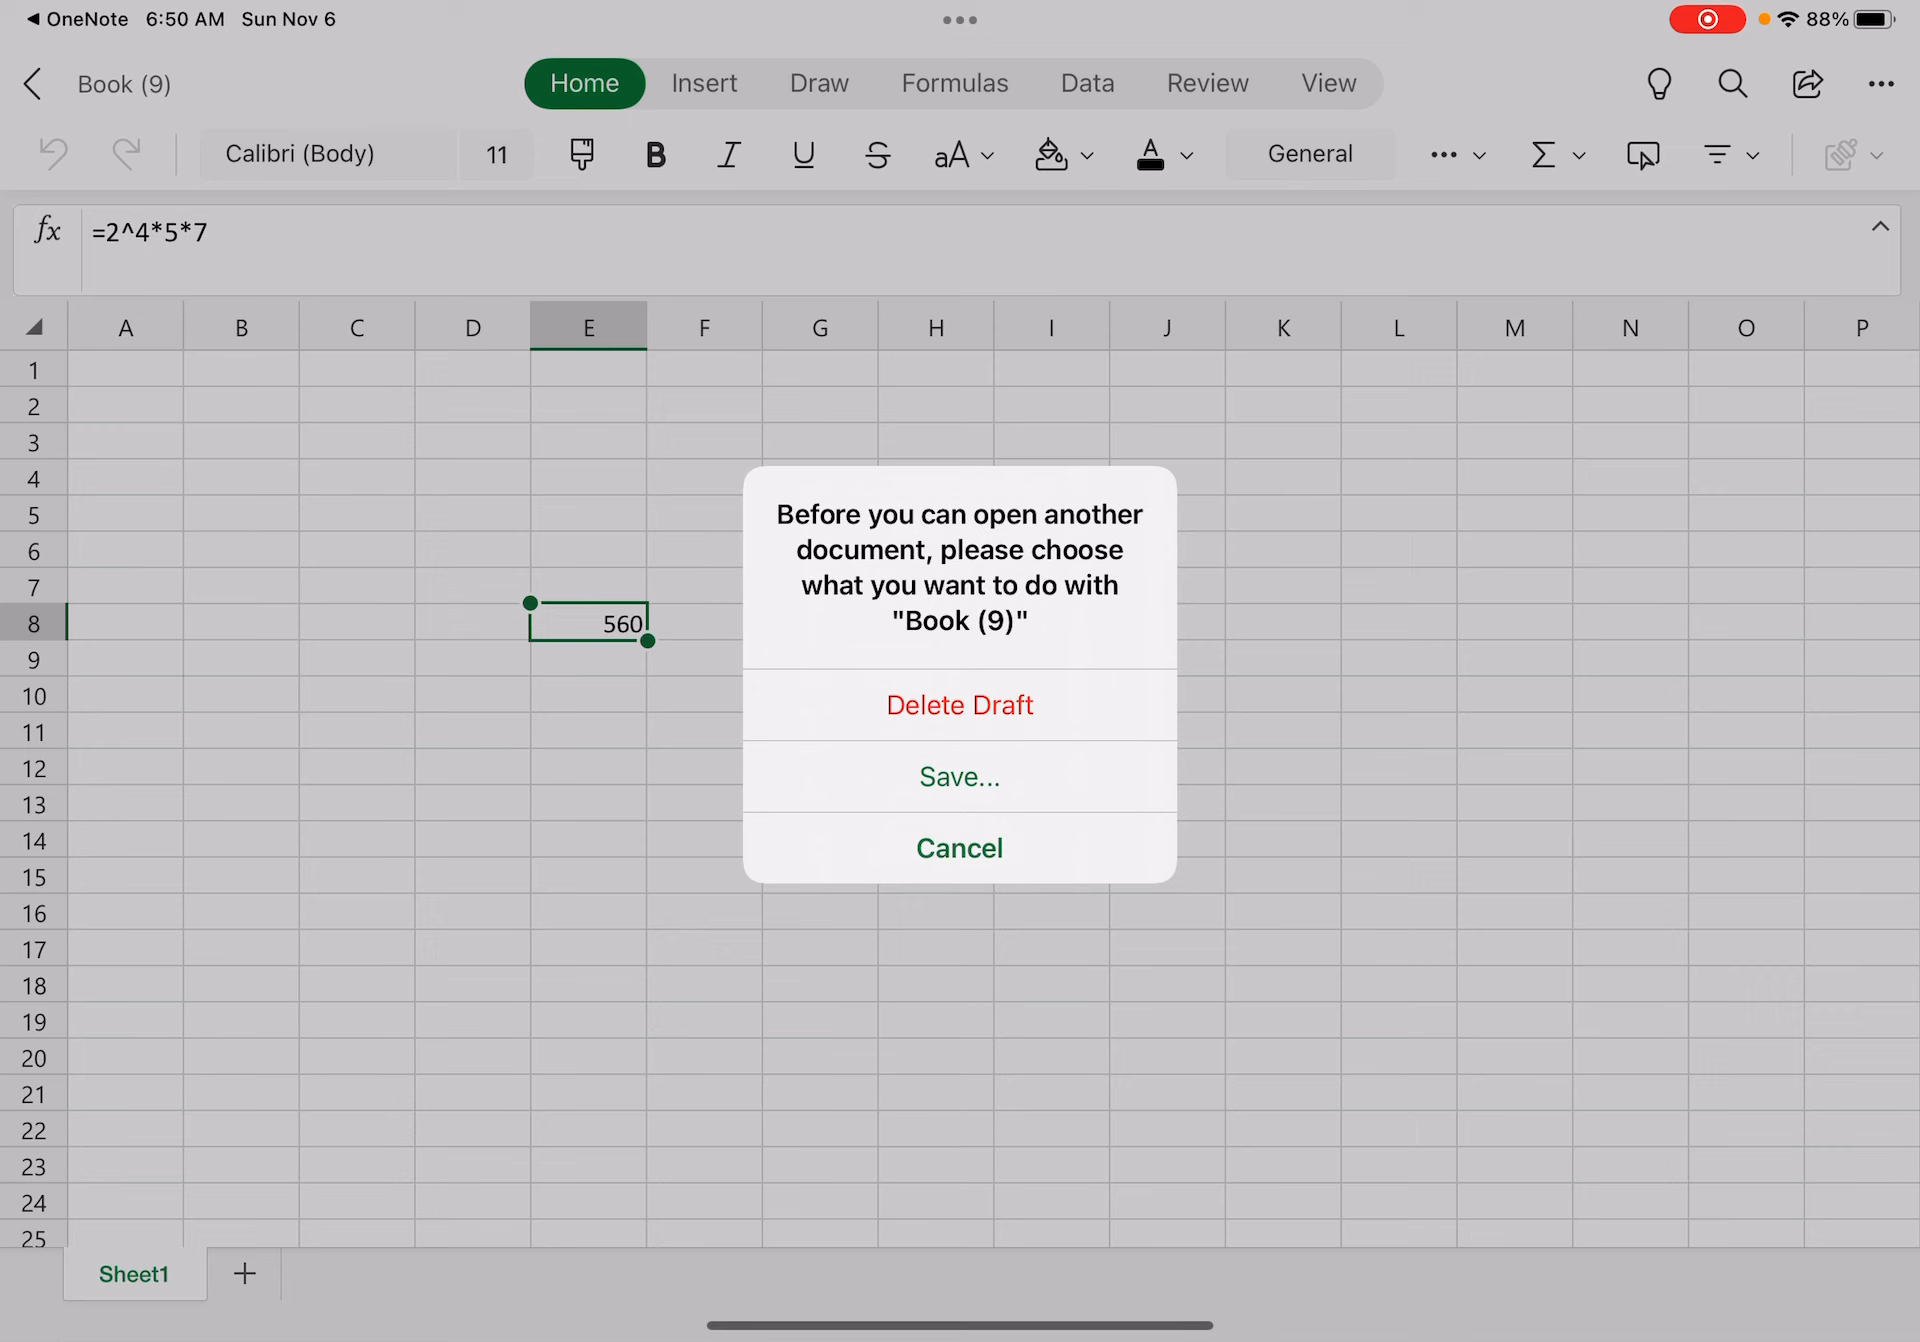 ◀ OneNote 6:50 AM Sun Nov 6 88%
Book (9) Home Insert Draw Formulas Data Review View
Calibri (Body) 11 B I U S aA A General Σ
fx =2^4*5*7
A B C D E F G H I J K L M N O P
1
2
3
4
5
6
7
8 560
9
10
11
12
13
14
15
16
17
18
19
20
21
22
23
24
25
Before you can open another
document, please choose
what you want to do with
"Book (9)"
Delete Draft
Save...
Cancel
Sheet1 +